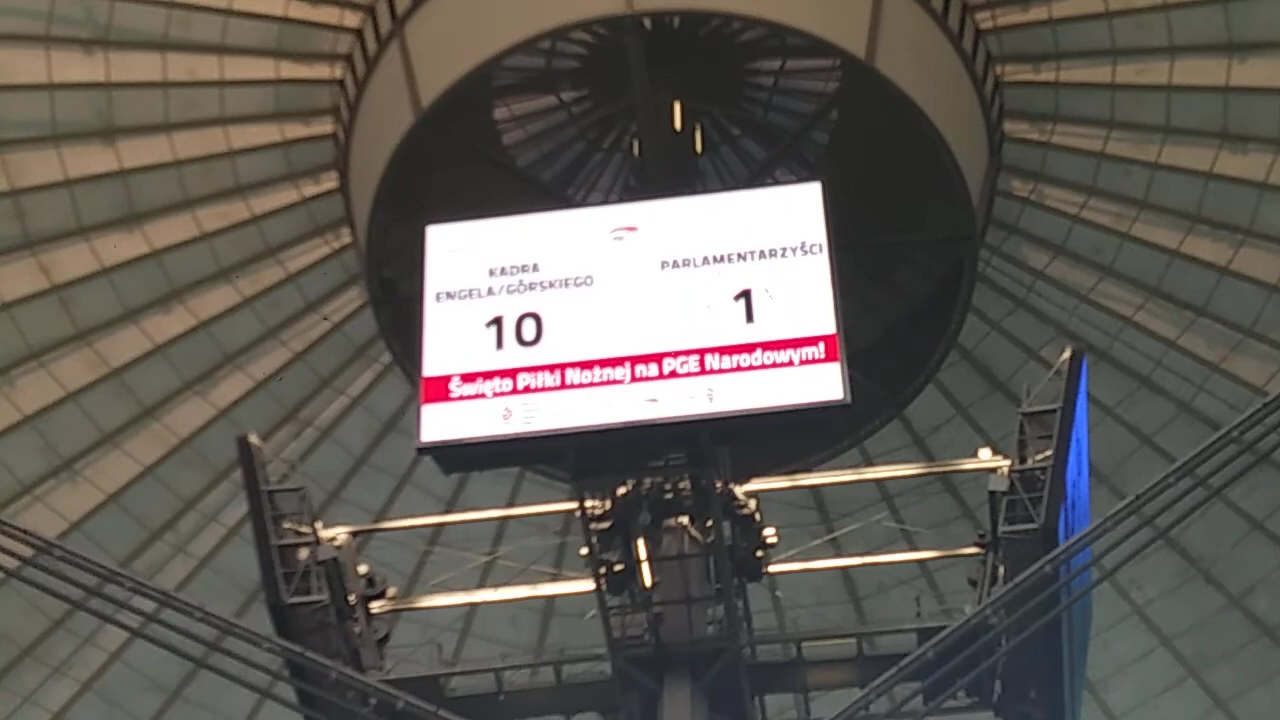 KADRA
ENGELA/GÓRSKIEGO
10
PARLAMENTARZYŚCI
1
Święto Piłki Nożnej na PGE Narodowym!